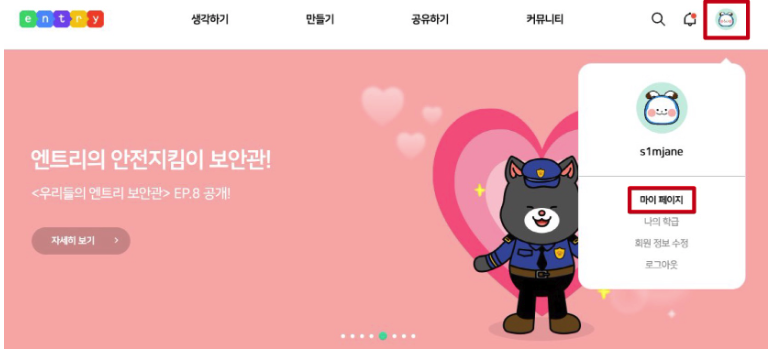 entry
생각하기
만들기
공유하기
커뮤니티
엔트리의 안전지킴이 보안관!
<우리들의 엔트리 보안관> EP.8 공개!
자세히 보기 >
s1mjane
마이 페이지
나의 학급
회원 정보 수정
로그아웃